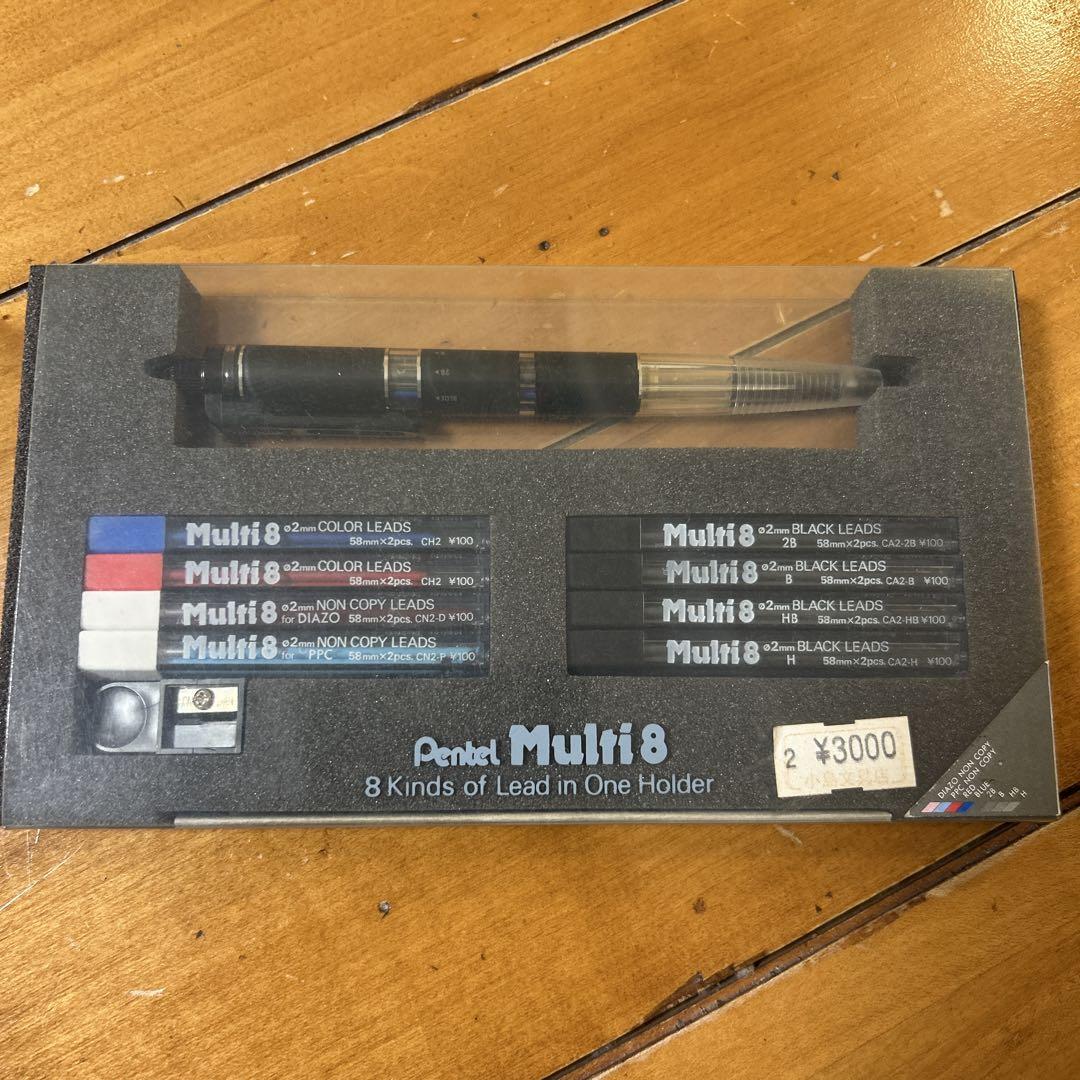 ◂2B
Multi 8 ø2mm COLOR LEADS
58mm×2pcs. CH2 ¥100
Multi 8 ø2mm COLOR LEADS
58mm×2pcs. CH2 ¥100
Multi 8 ø2mm NON COPY LEADS
for DIAZO 58mm×2pcs. CN2-D ¥100
Multi 8 ø2mm NON COPY LEADS
for PPC 58mm×2pcs. CN2-P ¥100
Multi 8 ø2mm BLACK LEADS
2B 58mm×2pcs. CA2-2B ¥100
Multi 8 ø2mm BLACK LEADS
B 58mm×2pcs. CA2-B ¥100
Multi 8 ø2mm BLACK LEADS
HB 58mm×2pcs. CA2-HB ¥100
Multi 8 ø2mm BLACK LEADS
H 58mm×2pcs. CA2-H ¥100
Pentel Multi 8
8 Kinds of Lead in One Holder
2 ¥3000
DIAZO NON COPY
PPC NON COPY
RED
BLUE
2B
B
HB
H